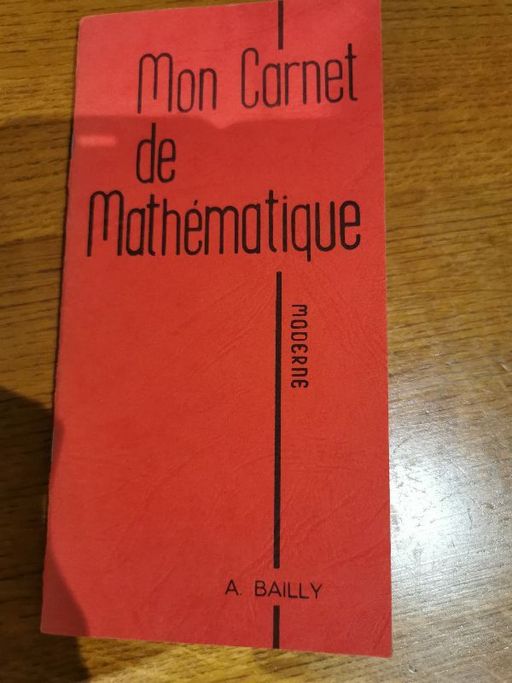 Mon Carnet
de
Mathématique
MODERNE
A. BAILLY